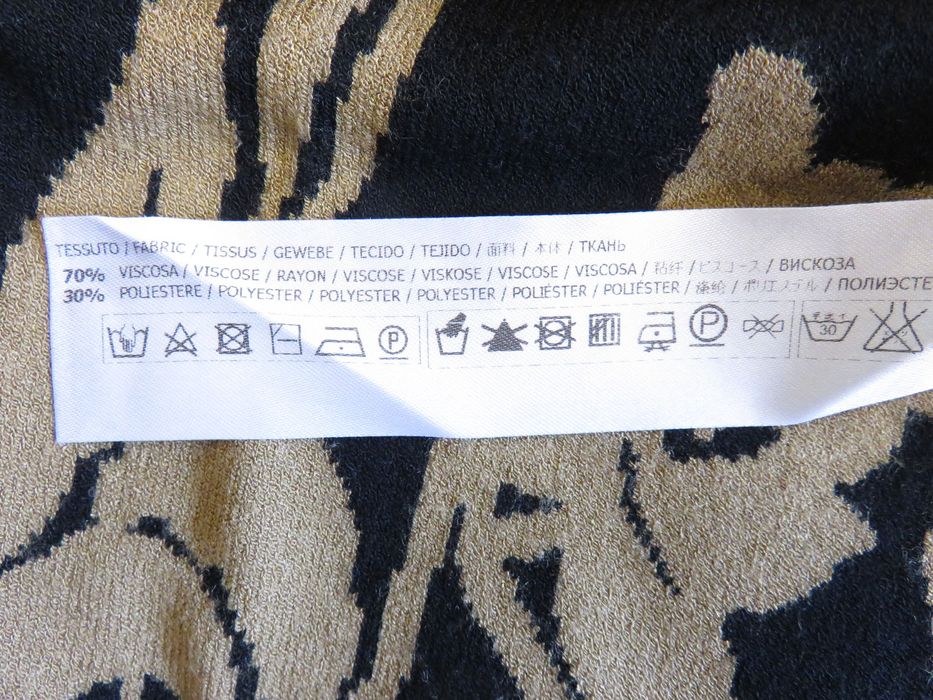 TESSUTO / FABRIC / TISSUS / GEWEBE / TECIDO / TEJIDO / 面料 / 本体 / ТКАНЬ
70% VISCOSA / VISCOSE / RAYON / VISCOSE / VISKOSE / VISCOSE / VISCOSA / 粘纤 / ビスコース / ВИСКОЗА
30% POLIESTERE / POLYESTER / POLYESTER / POLYESTER / POLIÉSTER / POLIÉSTER / 涤纶 / ポリエステル / ПОЛИЭСТЕ
P P 30